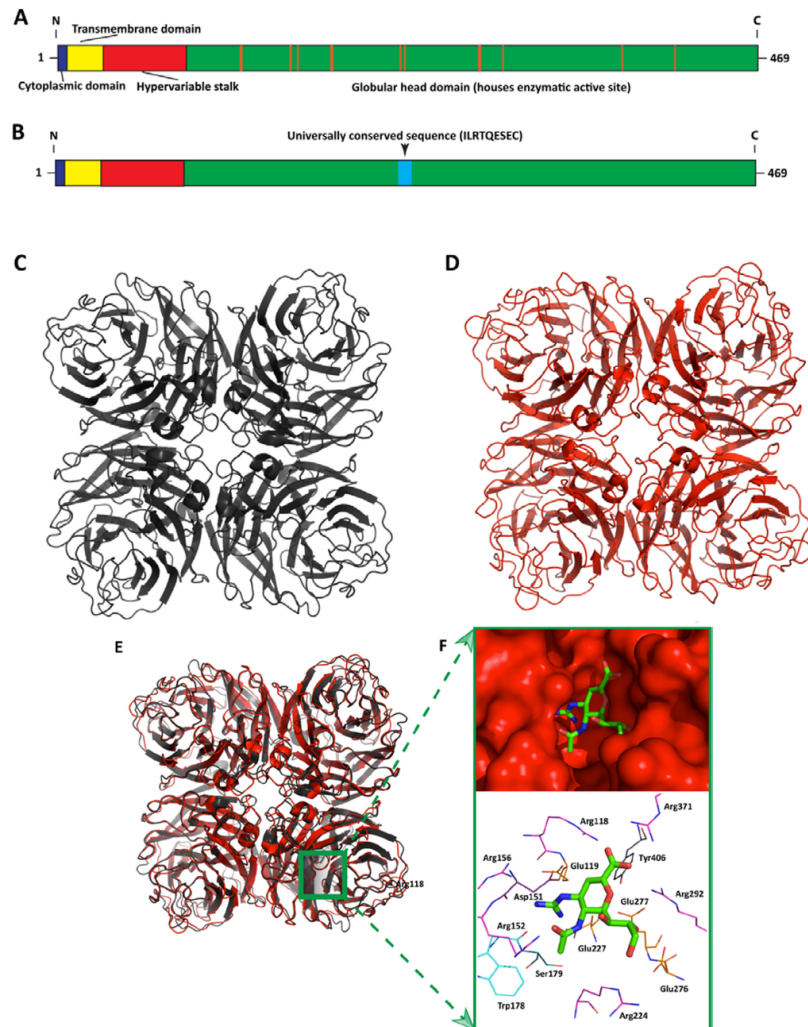 A
N
C
Transmembrane domain
1
469
Cytoplasmic domain
Hypervariable stalk
Globular head domain (houses enzymatic active site)
B
N
Universally conserved sequence (ILRTQESEC)
C
1
469
C
D
E
F
Arg118
Arg118
Arg371
Arg156
Glu119
Tyr406
Asp151
Arg292
Glu277
Arg152
Glu227
Ser179
Glu276
Trp178
Arg224